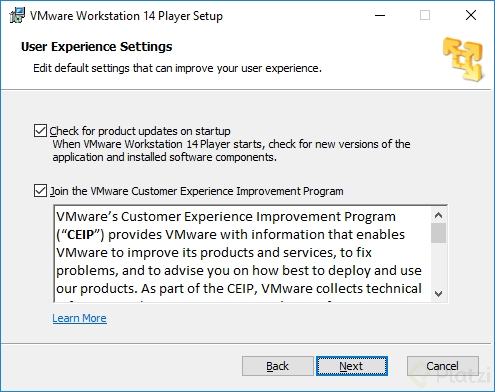 VMware Workstation 14 Player Setup
User Experience Settings
Edit default settings that can improve your user experience.
Check for product updates on startup
When VMware Workstation 14 Player starts, check for new versions of the
application and installed software components.
Join the VMware Customer Experience Improvement Program
VMware's Customer Experience Improvement Program
("CEIP") provides VMware with information that enables
VMware to improve its products and services, to fix
problems, and to advise you on how best to deploy and use
our products. As part of the CEIP, VMware collects technical
Learn More
Back Next Cancel
Platzi